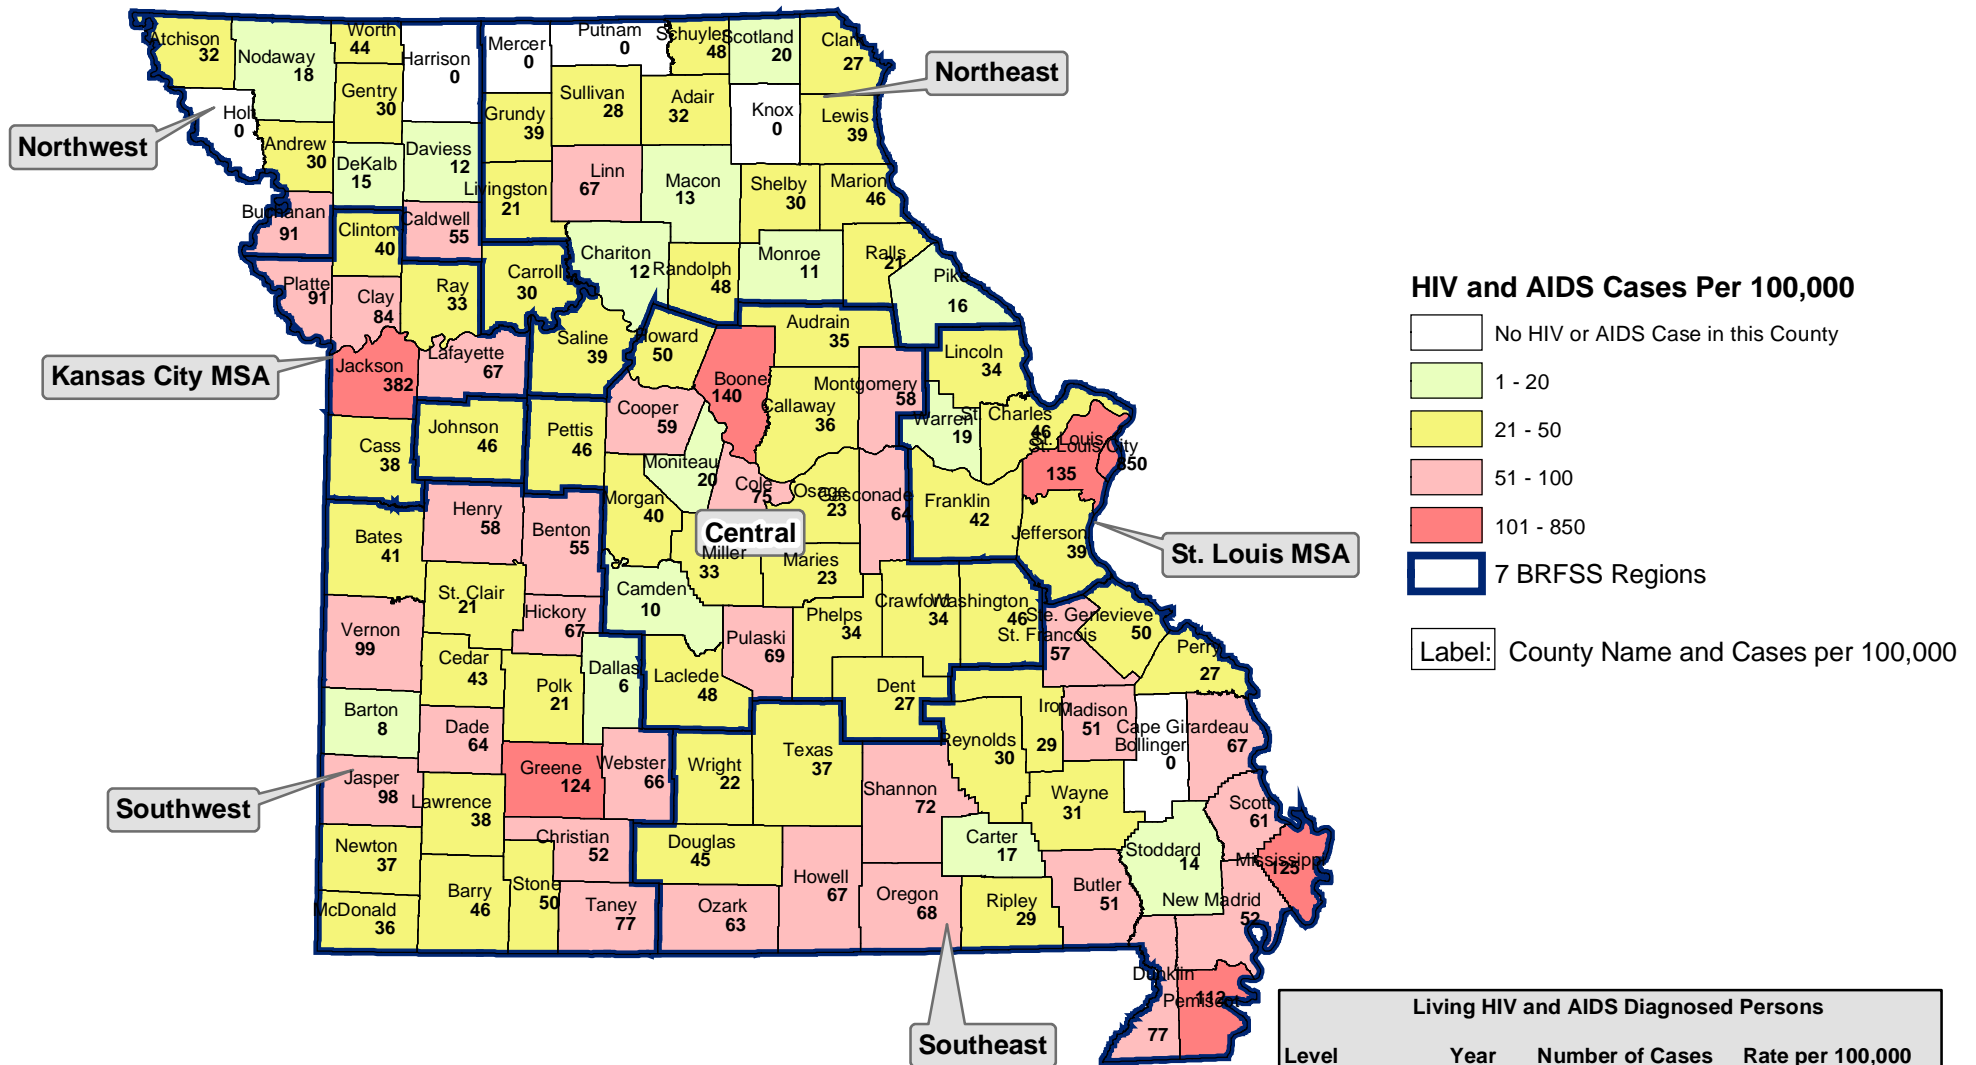 Atchison
32
Nodaway
18
Worth
44
Harrison
0
Mercer
0
Putnam
0
Schuyler
48
Scotland
20
Clark
27
Northeast
Holt
0
Gentry
30
Sullivan
28
Adair
32
Knox
0
Lewis
39
Grundy
39
Northwest
Andrew
30
DeKalb
15
Daviess
12
Livingston
21
Linn
67
Macon
13
Shelby
30
Marion
46
Buchanan
91
Clinton
40
Caldwell
55
Chariton
12
Randolph
48
Monroe
11
Ralls
21
Pike
16
Platte
91
Clay
84
Ray
33
Carroll
30
Kansas City MSA
Jackson
382
Lafayette
67
Saline
39
Howard
50
Boone
140
Audrain
35
Montgomery
58
Lincoln
34
Cooper
59
Callaway
36
Warren
19
St. Charles
46
St. Louis
135
St. Louis City
850
Cass
38
Johnson
46
Pettis
46
Moniteau
20
Cole
75
Osage
23
Gasconade
64
Franklin
42
Jefferson
39
St. Louis MSA
Morgan
40
Central
Miller
33
Maries
23
Bates
41
Henry
58
Benton
55
Camden
10
St. Clair
21
Hickory
67
Pulaski
69
Phelps
34
Crawford
34
Washington
46
Ste. Genevieve
50
St. Francois
57
Perry
27
Vernon
99
Cedar
43
Polk
21
Dallas
6
Laclede
48
Dent
27
Barton
8
Dade
64
Iron
29
Madison
51
Cape Girardeau
67
Bollinger
0
Reynolds
30
Jasper
98
Greene
124
Webster
66
Wright
22
Texas
37
Shannon
72
Wayne
31
Scott
61
Southwest
Lawrence
38
Christian
52
Douglas
45
Carter
17
Stoddard
14
Mississippi
125
Newton
37
Barry
46
Stone
50
Taney
77
Ozark
63
Howell
67
Oregon
68
Ripley
29
Butler
51
New Madrid
52
McDonald
36
Dunklin
77
Pemiscot
112
Southeast
HIV and AIDS Cases Per 100,000
No HIV or AIDS Case in this County
1 - 20
21 - 50
51 - 100
101 - 850
7 BRFSS Regions
Label: County Name and Cases per 100,000
Living HIV and AIDS Diagnosed Persons
Level Year Number of Cases Rate per 100,000